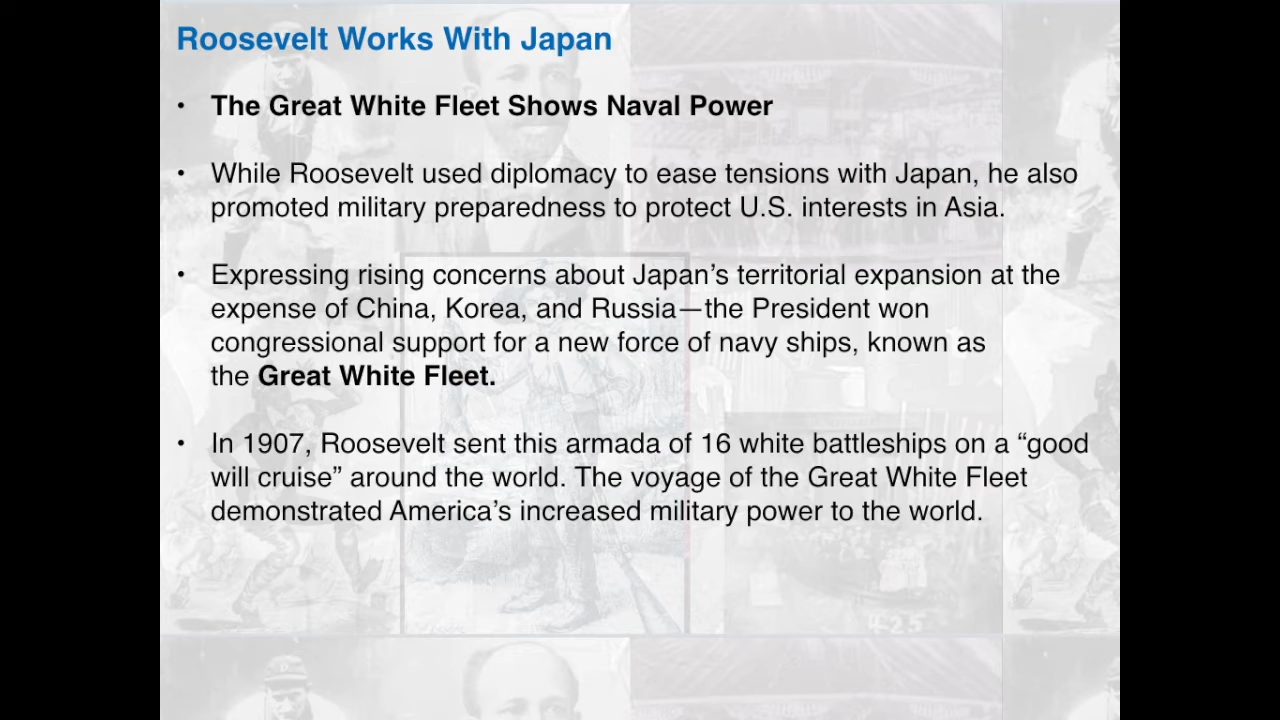 Roosevelt Works With Japan
• The Great White Fleet Shows Naval Power
• While Roosevelt used diplomacy to ease tensions with Japan, he also
promoted military preparedness to protect U.S. interests in Asia.
• Expressing rising concerns about Japan’s territorial expansion at the
expense of China, Korea, and Russia—the President won
congressional support for a new force of navy ships, known as
the Great White Fleet.
• In 1907, Roosevelt sent this armada of 16 white battleships on a “good
will cruise” around the world. The voyage of the Great White Fleet
demonstrated America’s increased military power to the world.
425